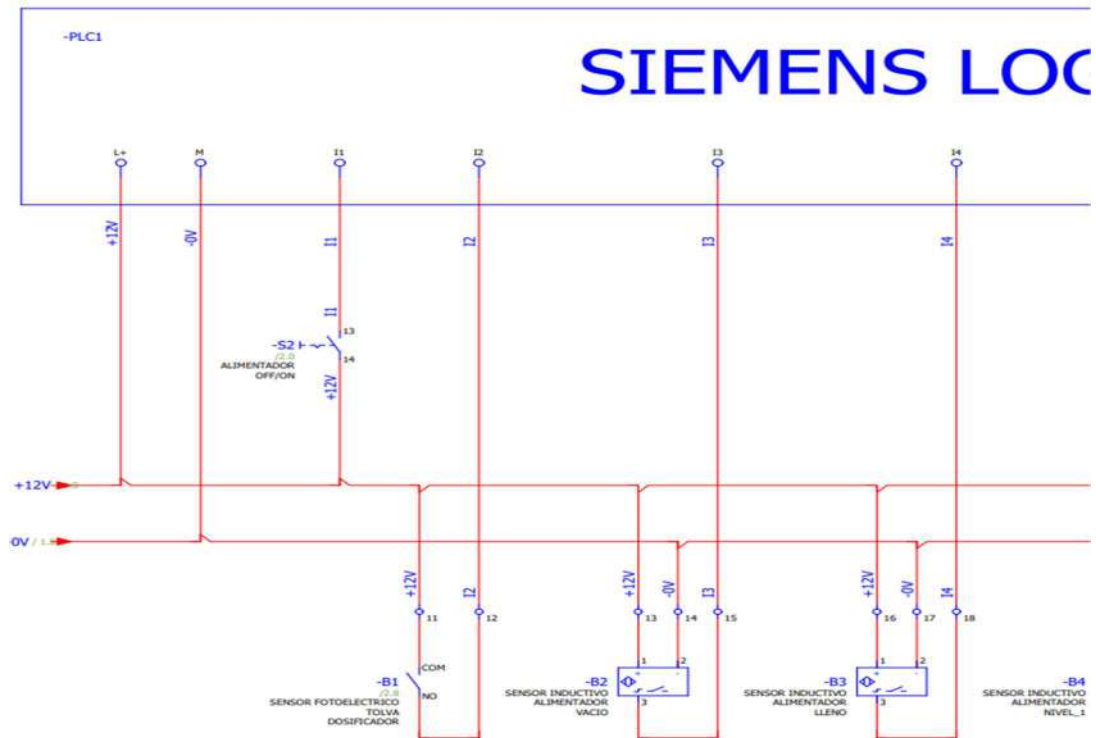 -PLC1
SIEMENS LOG
L+ M I1 I2 I3 I4
+12V -0V I1 I2 I3 I4
I1
13
-S2
/2.0
14
ALIMENTADOR
OFF/ON
+12V
+12V
-0V / 1.
+12V I2 +12V -0V I3 +12V -0V I4
11 12 13 14 15 16 17 18
COM
NO
-B1
/2.8
SENSOR FOTOELECTRICO
TOLVA
DOSIFICADOR
1 2
+ -
3
-B2
SENSOR INDUCTIVO
ALIMENTADOR
VACIO
1 2
+ -
3
-B3
SENSOR INDUCTIVO
ALIMENTADOR
LLENO
-B4
SENSOR INDUCTIVO
ALIMENTADOR
NIVEL_1